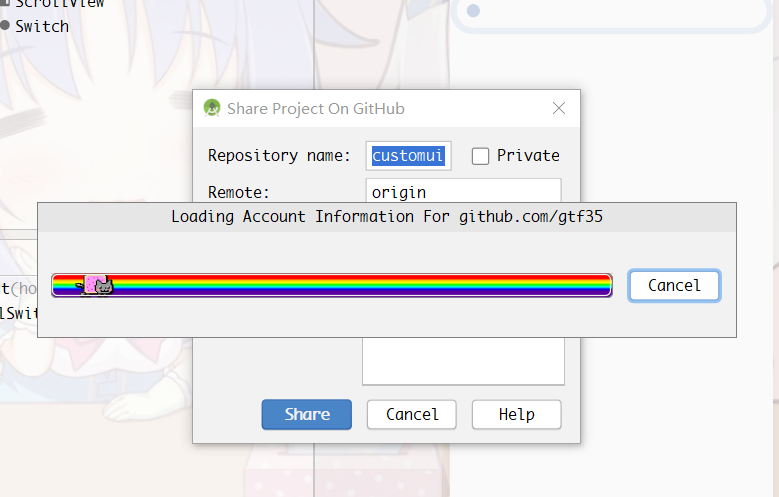 ScrollView
Switch
Share Project On GitHub
Repository name: customui Private
Remote: origin
Loading Account Information For github.com/gtf35
Cancel
t(ho
lSwit
Share Cancel Help